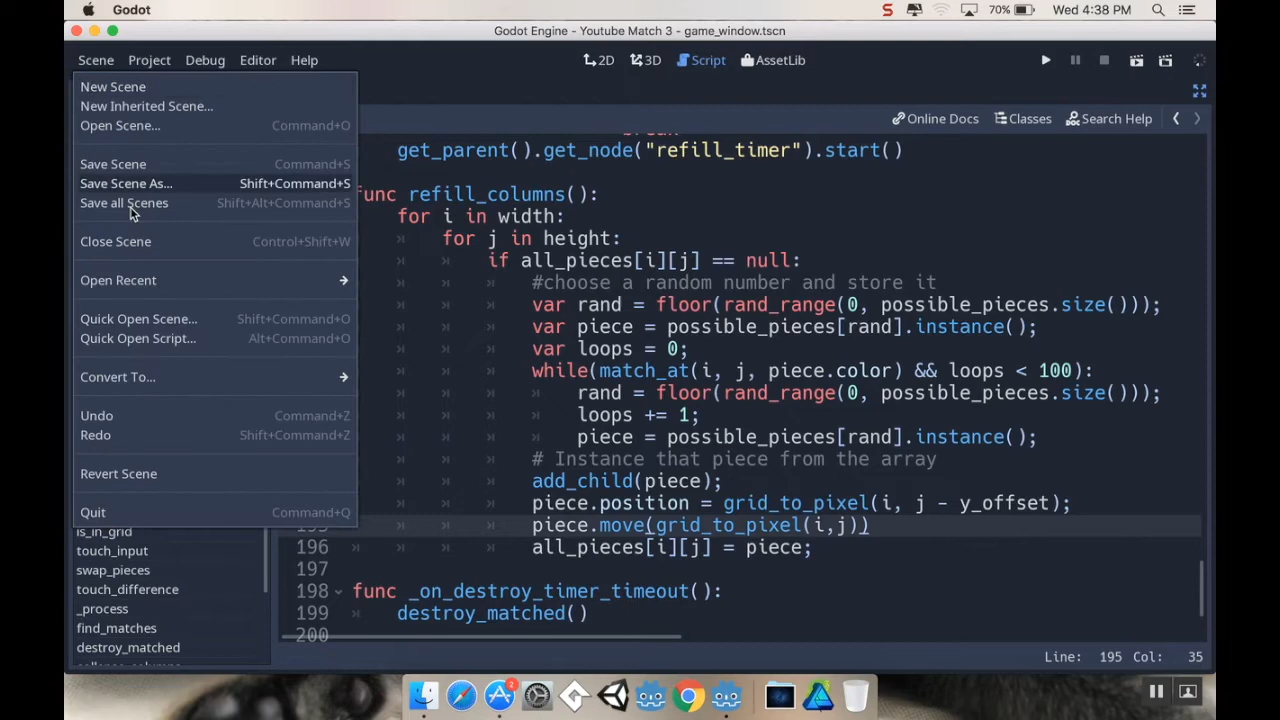 Godot
70%
Wed 4:38 PM
Godot Engine - Youtube Match 3 - game_window.tscn
Scene Project Debug Editor Help
2D 3D Script AssetLib
New Scene
New Inherited Scene...
Open Scene... Command+O
Save Scene Command+S
Save Scene As... Shift+Command+S
Save all Scenes Shift+Alt+Command+S
Close Scene Control+Shift+W
Open Recent
Quick Open Scene... Shift+Command+O
Quick Open Script... Alt+Command+O
Convert To...
Undo Command+Z
Redo Shift+Command+Z
Revert Scene
Quit Command+Q
is_in_grid
touch_input
swap_pieces
touch_difference
_process
find_matches
destroy_matched
collapse_columns
Online Docs Classes Search Help
break
get_parent().get_node("refill_timer").start()
func refill_columns():
for i in width:
for j in height:
if all_pieces[i][j] == null:
#choose a random number and store it
var rand = floor(rand_range(0, possible_pieces.size()));
var piece = possible_pieces[rand].instance();
var loops = 0;
while(match_at(i, j, piece.color) && loops < 100):
rand = floor(rand_range(0, possible_pieces.size()));
loops += 1;
piece = possible_pieces[rand].instance();
# Instance that piece from the array
add_child(piece);
piece.position = grid_to_pixel(i, j - y_offset);
piece.move(grid_to_pixel(i,j))
196 all_pieces[i][j] = piece;
197
198 func _on_destroy_timer_timeout():
199 destroy_matched()
200
Line: 195 Col: 35
2